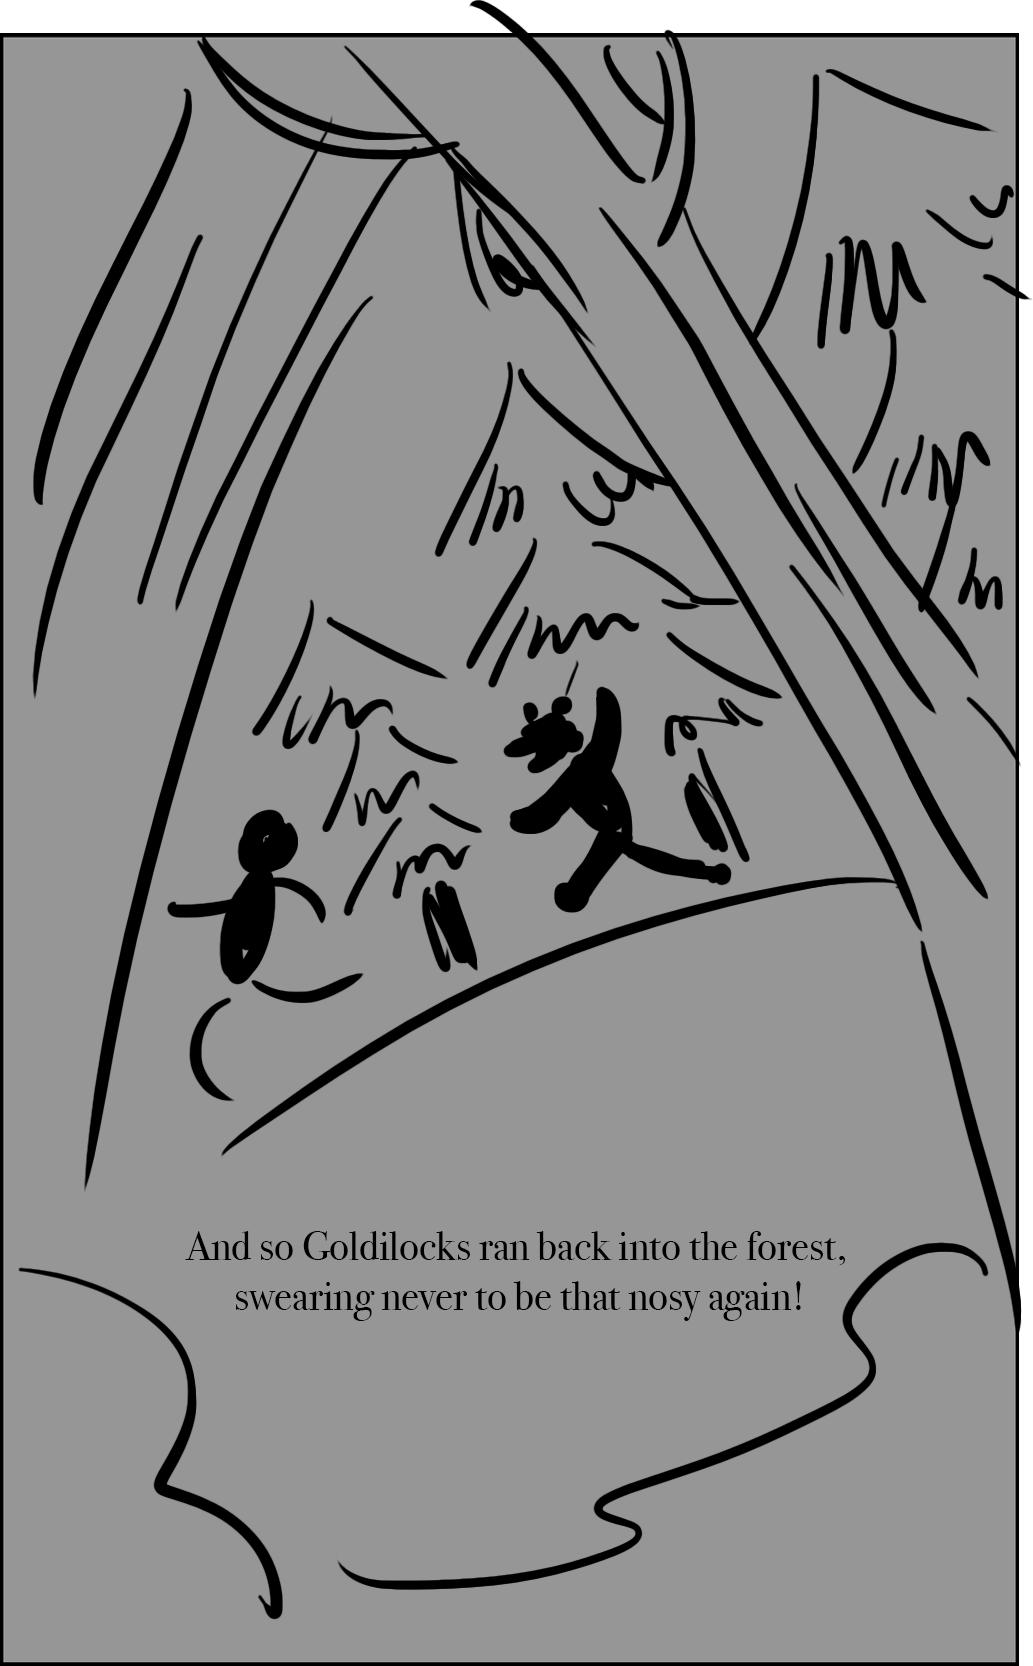 And so Goldilocks ran back into the forest,
swearing never to be that nosy again!